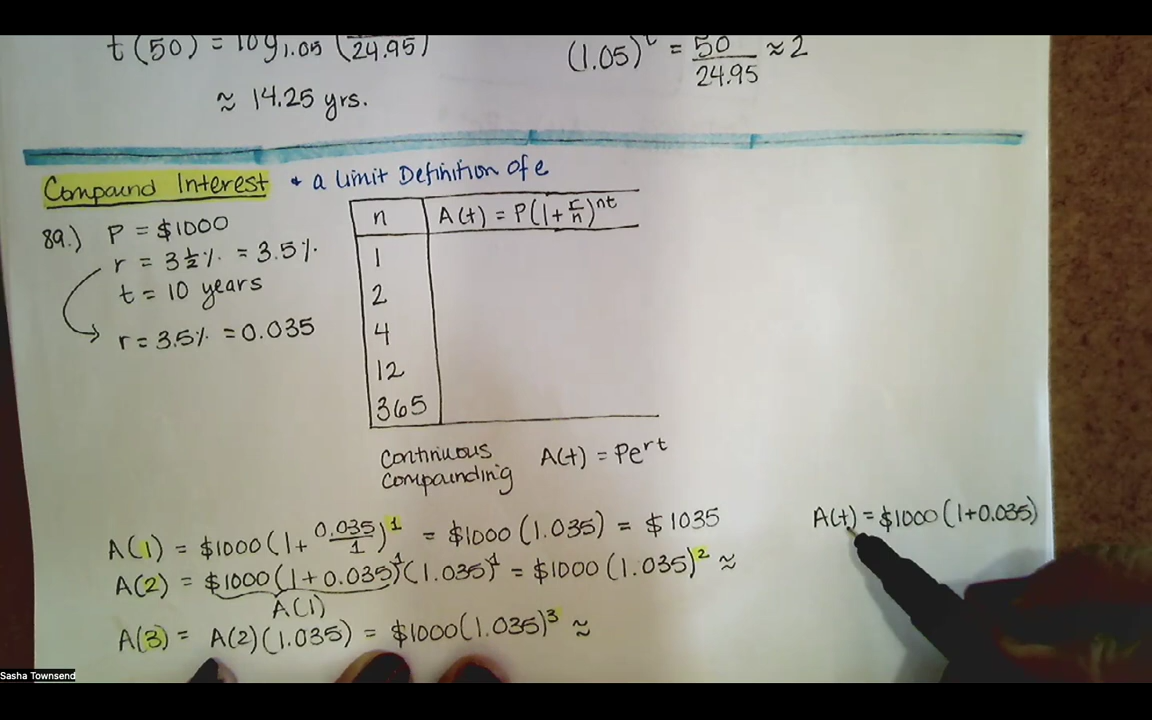 t(50) = log₁.₀₅ (/24.95)
≈ 14.25 yrs.
(1.05)ᵗ = 50/24.95 ≈ 2
Compound Interest + a Limit Definition of e
89.) P = $1000
r = 3½% = 3.5%
t = 10 years
r = 3.5% = 0.035
n A(t) = P(1+r/n)ⁿᵗ
1
2
4
12
365
Continuous Compounding A(t) = Peʳᵗ
A(1) = $1000(1+0.035/1)¹ = $1000(1.035) = $1035
A(2) = $1000(1+0.035)¹(1.035)¹ = $1000(1.035)² ≈
A(1)
A(3) = A(2)(1.035) = $1000(1.035)³ ≈
A(t) = $1000(1+0.035)
Sasha Townsend